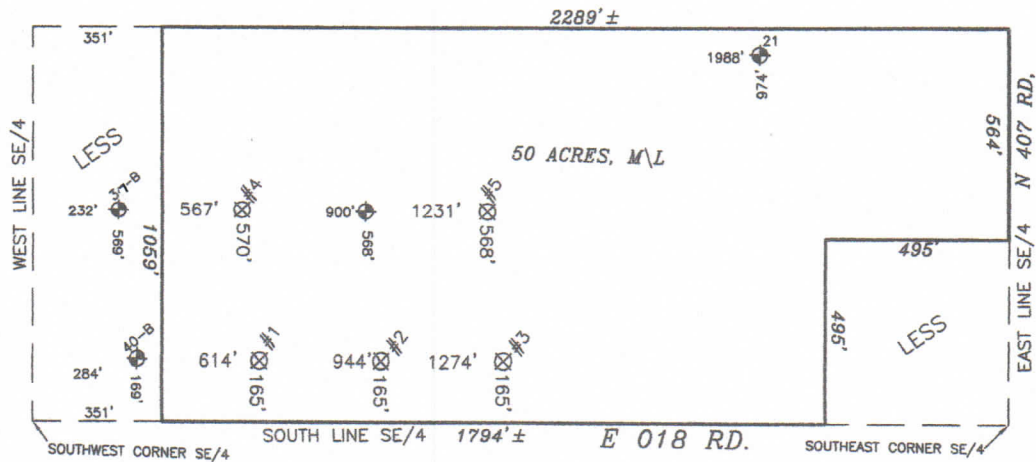 2289'±
351'
21
1988'
974'
N 407 RD.
564'
WEST LINE SE/4
LESS
50 ACRES, M\L
37-B
232'
569'
1059'
#4
567'
570'
900'
568'
#5
1231'
568'
495'
495'
LESS
EAST LINE SE/4
40-B
284'
169'
351'
#1
614'
165'
#2
944'
165'
#3
1274'
165'
SOUTH LINE SE/4
1794'±
E 018 RD.
SOUTHWEST CORNER SE/4
SOUTHEAST CORNER SE/4